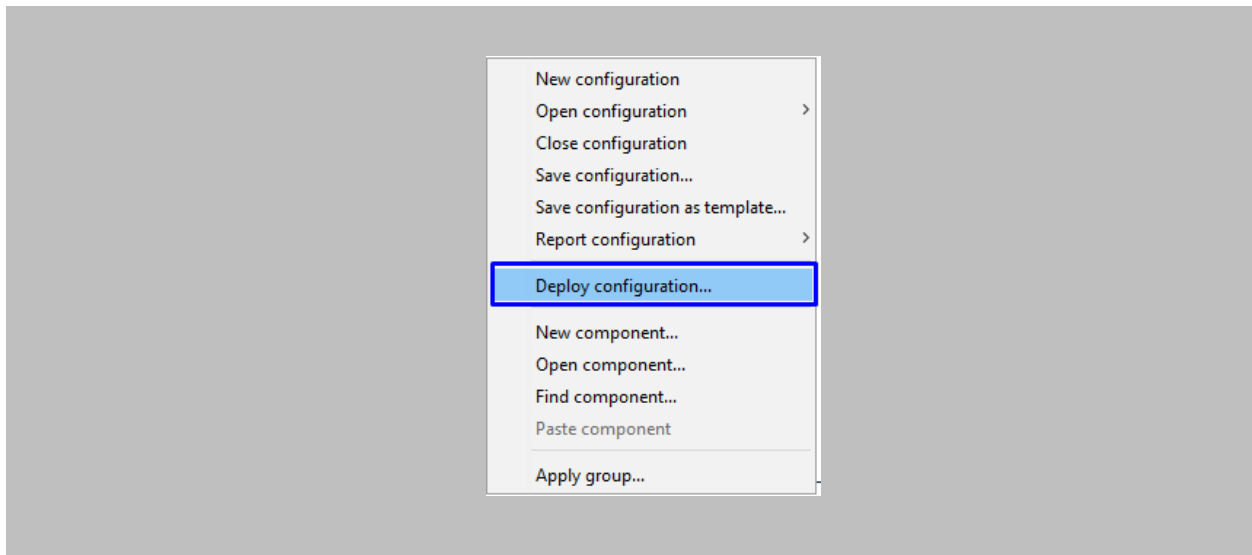 New configuration
Open configuration
Close configuration
Save configuration...
Save configuration as template...
Report configuration
Deploy configuration...
New component...
Open component...
Find component...
Paste component
Apply group...